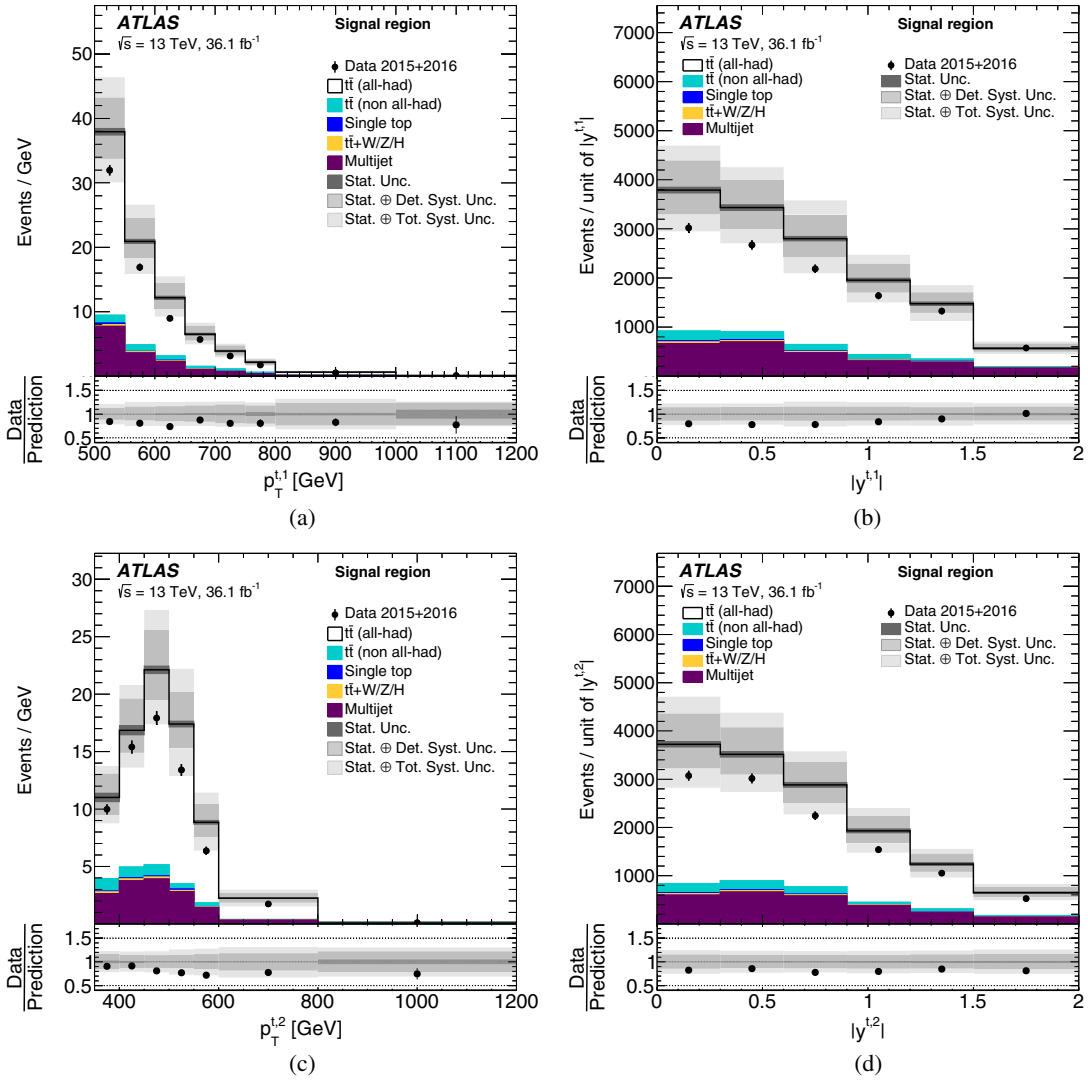 ATLAS Signal region
√s = 13 TeV, 36.1 fb⁻¹
Data 2015+2016
tt̄ (all-had)
tt̄ (non all-had)
Single top
tt̄+W/Z/H
Multijet
Stat. Unc.
Stat. ⊕ Det. Syst. Unc.
Stat. ⊕ Tot. Syst. Unc.
Events / GeV
50
40
30
20
10
Data
Prediction
1.5
1
0.5
500 600 700 800 900 1000 1100 1200
p_T^{t,1} [GeV]
(a)
ATLAS Signal region
√s = 13 TeV, 36.1 fb⁻¹
tt̄ (all-had) Data 2015+2016
tt̄ (non all-had) Stat. Unc.
Single top Stat. ⊕ Det. Syst. Unc.
tt̄+W/Z/H Stat. ⊕ Tot. Syst. Unc.
Multijet
Events / unit of |y^{t,1}|
7000
6000
5000
4000
3000
2000
1000
Data
Prediction
1.5
1
0.5
0 0.5 1 1.5 2
|y^{t,1}|
(b)
ATLAS Signal region
√s = 13 TeV, 36.1 fb⁻¹
Data 2015+2016
tt̄ (all-had)
tt̄ (non all-had)
Single top
tt̄+W/Z/H
Multijet
Stat. Unc.
Stat. ⊕ Det. Syst. Unc.
Stat. ⊕ Tot. Syst. Unc.
Events / GeV
30
25
20
15
10
5
Data
Prediction
1.5
1
0.5
400 600 800 1000 1200
p_T^{t,2} [GeV]
(c)
ATLAS Signal region
√s = 13 TeV, 36.1 fb⁻¹
tt̄ (all-had) Data 2015+2016
tt̄ (non all-had) Stat. Unc.
Single top Stat. ⊕ Det. Syst. Unc.
tt̄+W/Z/H Stat. ⊕ Tot. Syst. Unc.
Multijet
Events / unit of |y^{t,2}|
7000
6000
5000
4000
3000
2000
1000
Data
Prediction
1.5
1
0.5
0 0.5 1 1.5 2
|y^{t,2}|
(d)